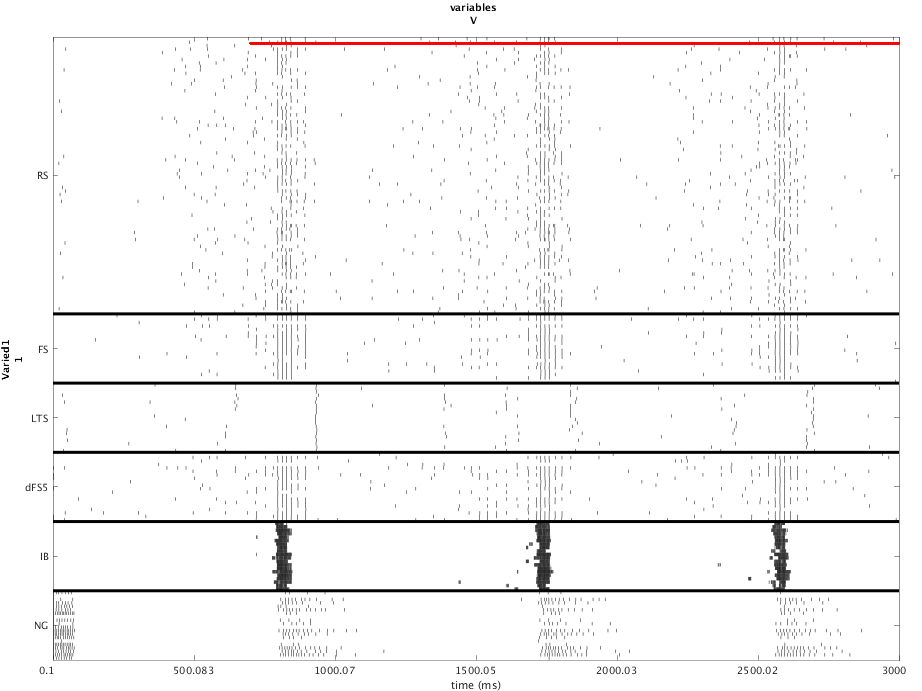 variables
V
RS
FS
LTS
dFS5
IB
NG
Varied1
1
0.1 500.083 1000.07 1500.05 2000.03 2500.02 3000
time (ms)